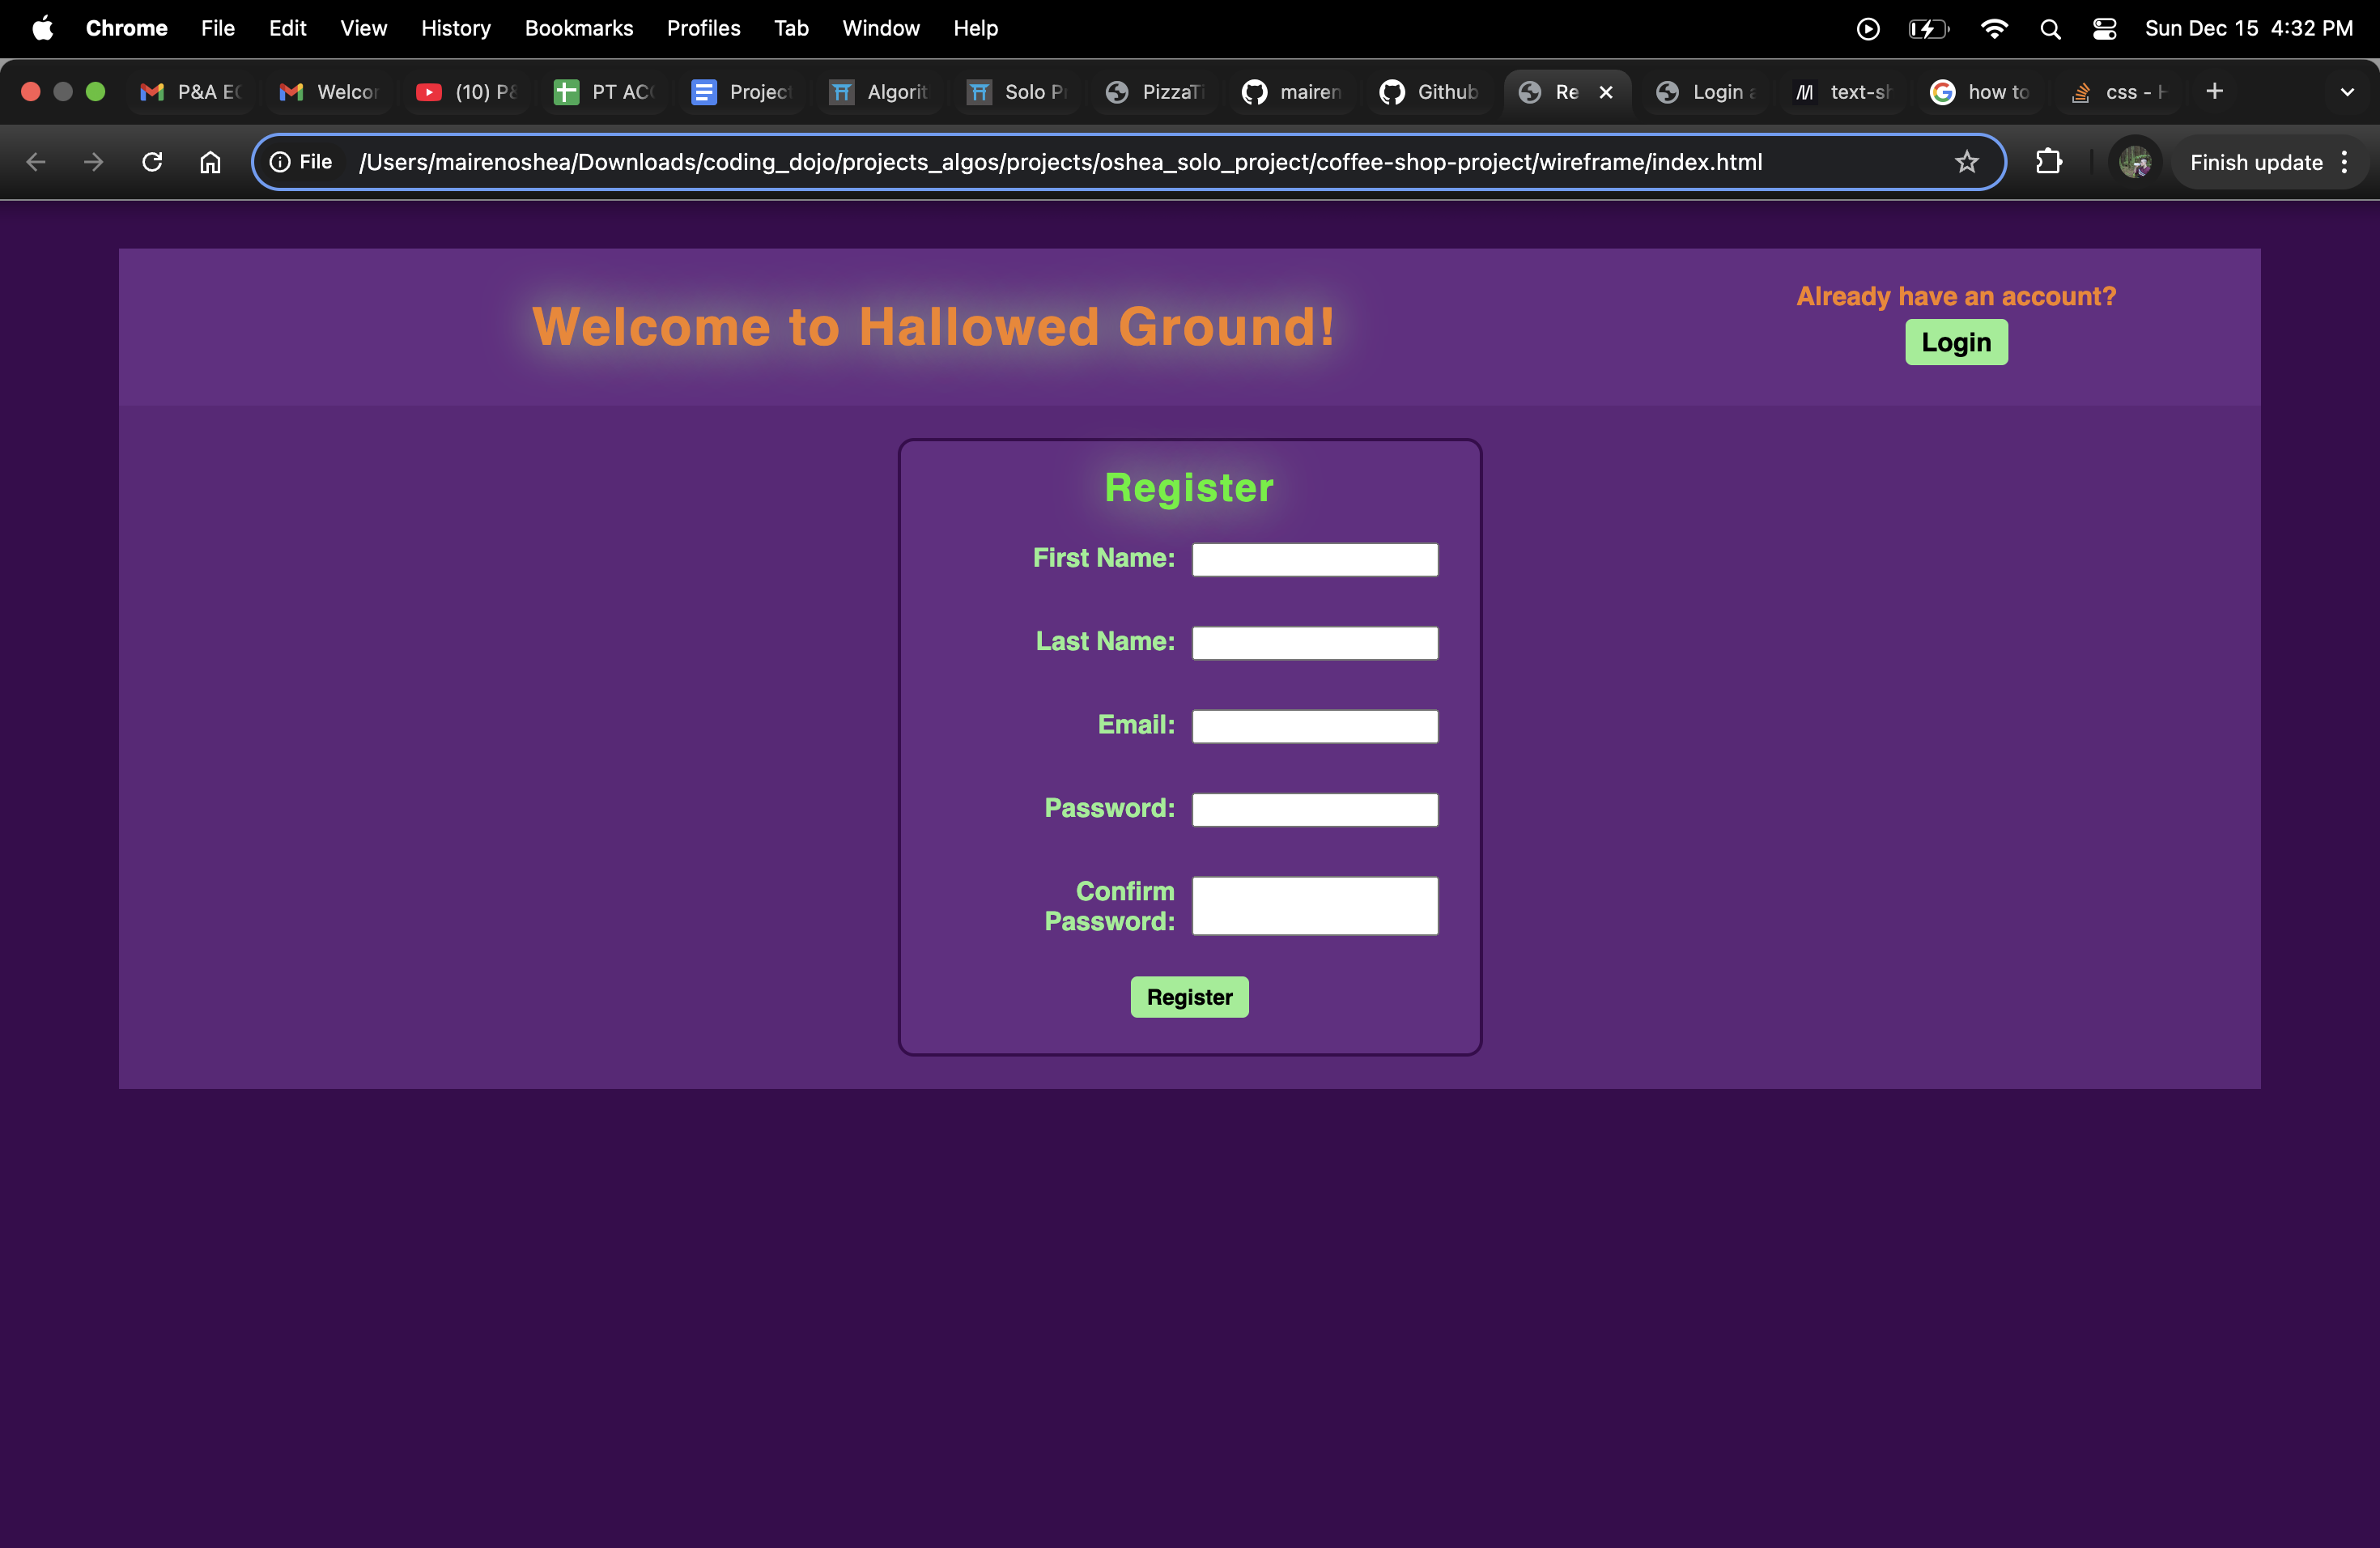 Chrome File Edit View History Bookmarks Profiles Tab Window Help Sun Dec 15 4:32 PM
P&A Welcor (10) P& PT AC Project Algorit Solo P PizzaTi mairen Github Re Login text-sh how to css -
File /Users/mairenoshea/Downloads/coding_dojo/projects_algos/projects/oshea_solo_project/coffee-shop-project/wireframe/index.html Finish update
Welcome to Hallowed Ground!
Already have an account?
Login
Register
First Name:
Last Name:
Email:
Password:
Confirm
Password:
Register